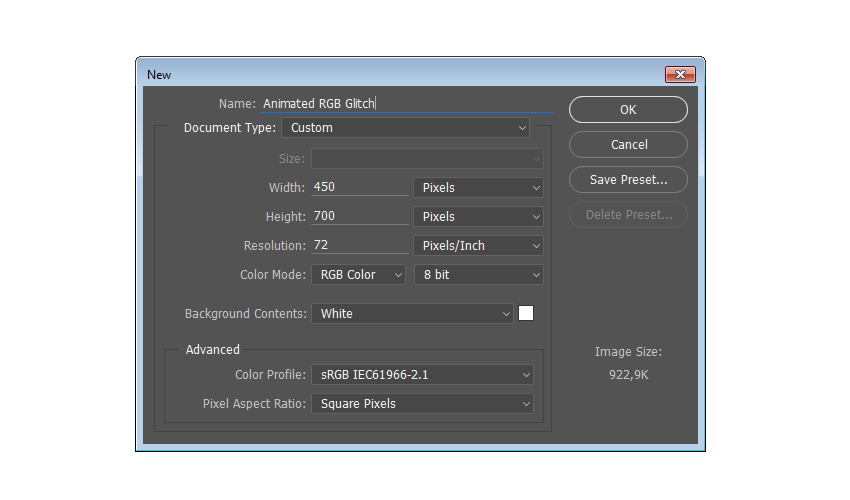 New
Name: Animated RGB Glitch
OK
Document Type: Custom
Cancel
Size:
Width: 450 Pixels
Save Preset...
Height: 700 Pixels
Delete Preset...
Resolution: 72 Pixels/Inch
Color Mode: RGB Color 8 bit
Background Contents: White
Advanced
Image Size:
Color Profile: sRGB IEC61966-2.1
922,9K
Pixel Aspect Ratio: Square Pixels